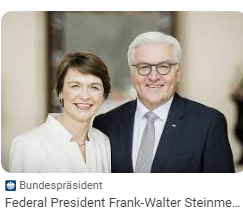 Bundespräsident
Federal President Frank-Walter Steinme...